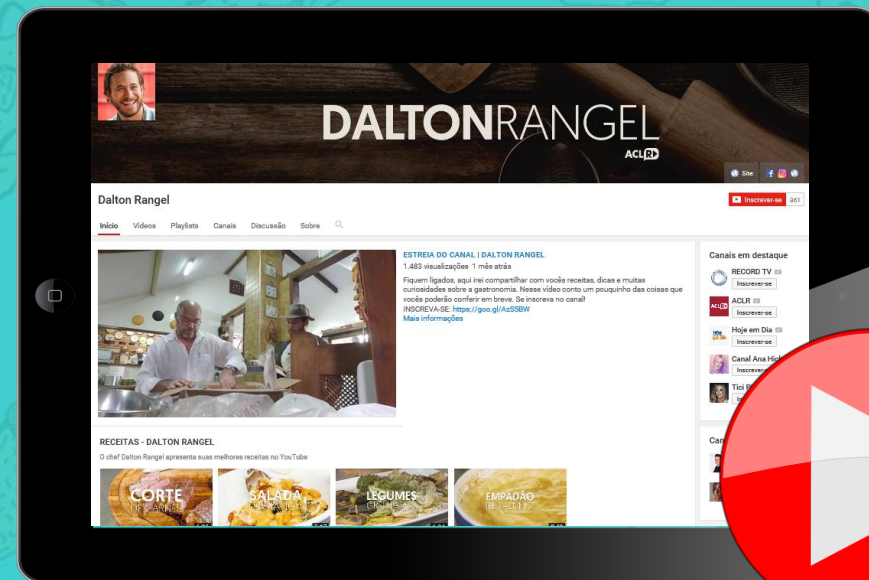 DALTONRANGEL
ACLR
Site
Dalton Rangel
Inscrever-se 361
Início Vídeos Playlists Canais Discussão Sobre
ESTREIA DO CANAL | DALTON RANGEL
1.483 visualizações 1 mês atrás
Fiquem ligados, aqui irei compartilhar com vocês receitas, dicas e muitas
curiosidades sobre a gastronomia. Nesse vídeo conto um pouquinho das coisas que
vocês poderão conferir em breve. Se inscreva no canal!
INSCREVA-SE: https://goo.gl/AzS5BW
Mais informações
Canais em destaque
RECORD TV
Inscrever-se
ACLR
Inscrever-se
Hoje em Dia
Inscrever-se
Canal Ana
Tici
RECEITAS - DALTON RANGEL
O chef Dalton Rangel apresenta suas melhores receitas no YouTube
CORTE
SALADA
LEGUMES
EMPADÃO